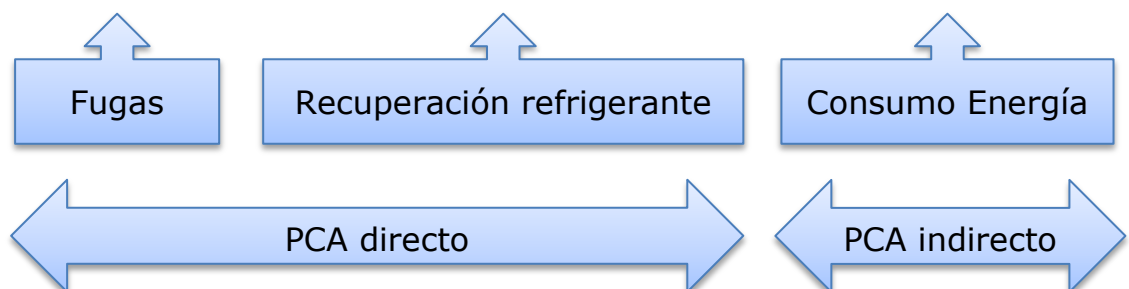 Fugas
Recuperación refrigerante
Consumo Energía
PCA directo
PCA indirecto